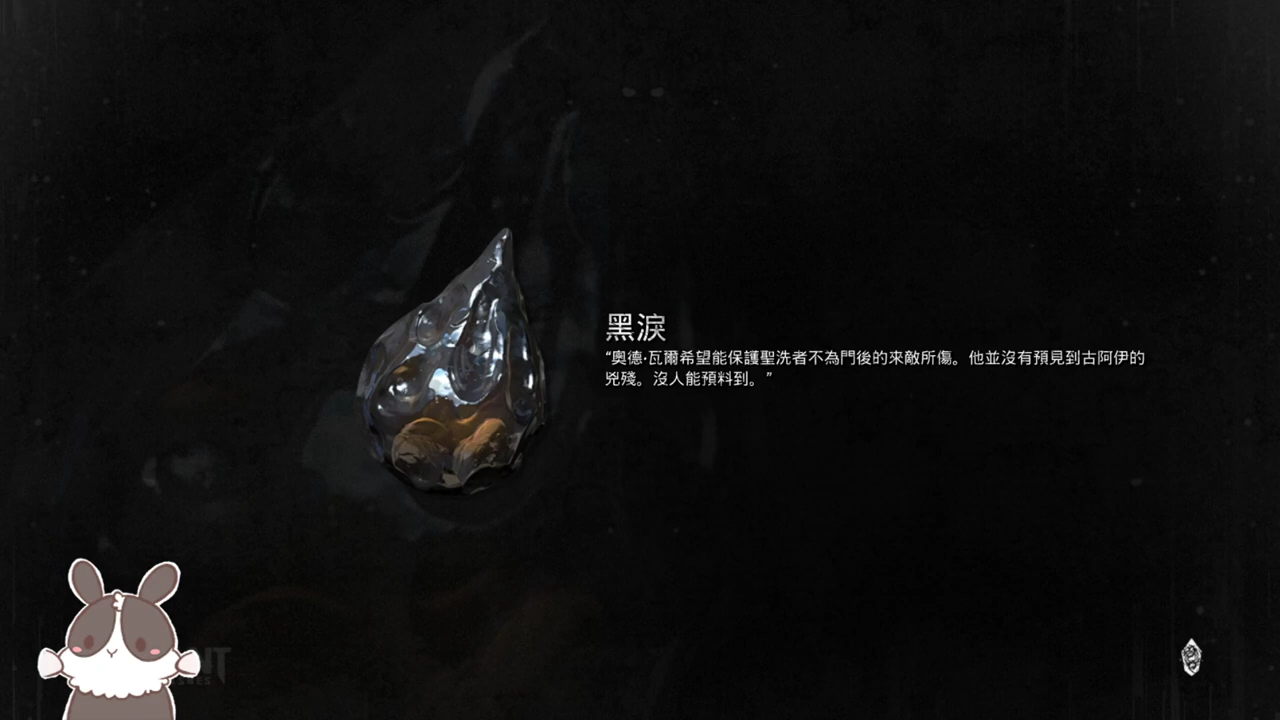 黑淚
“奧德·瓦爾希望能保護聖洗者不為門後的來敵所傷。他並沒有預見到古阿伊的
兇殘。沒人能預料到。”